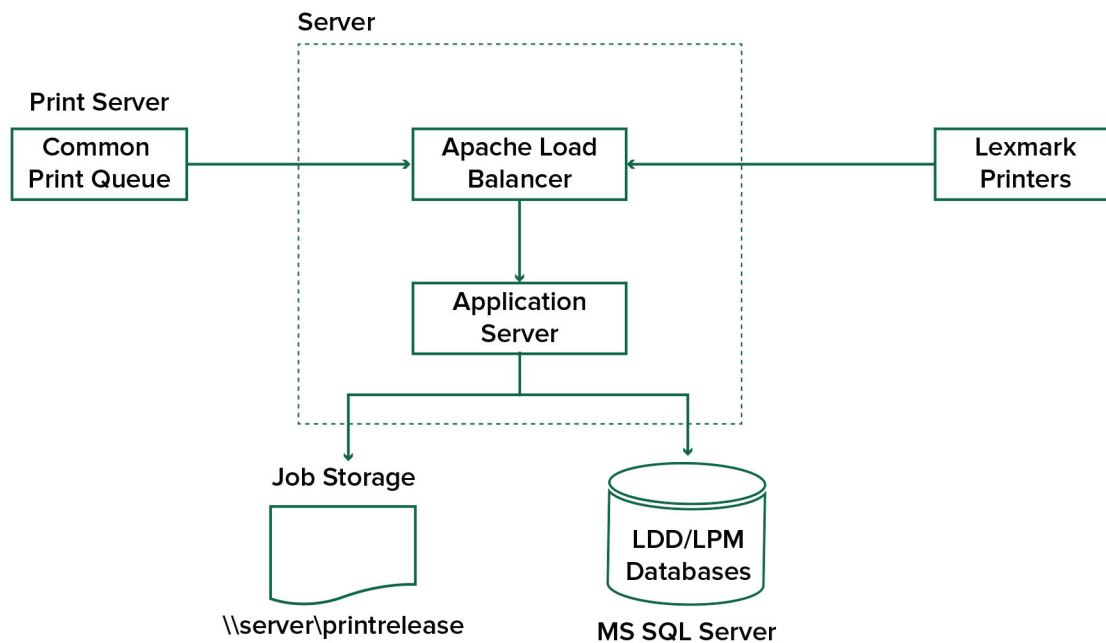 Server
Print Server
Common
Print Queue
Apache Load
Balancer
Lexmark
Printers
Application
Server
Job Storage
\\server\printrelease
LDD/LPM
Databases
MS SQL Server